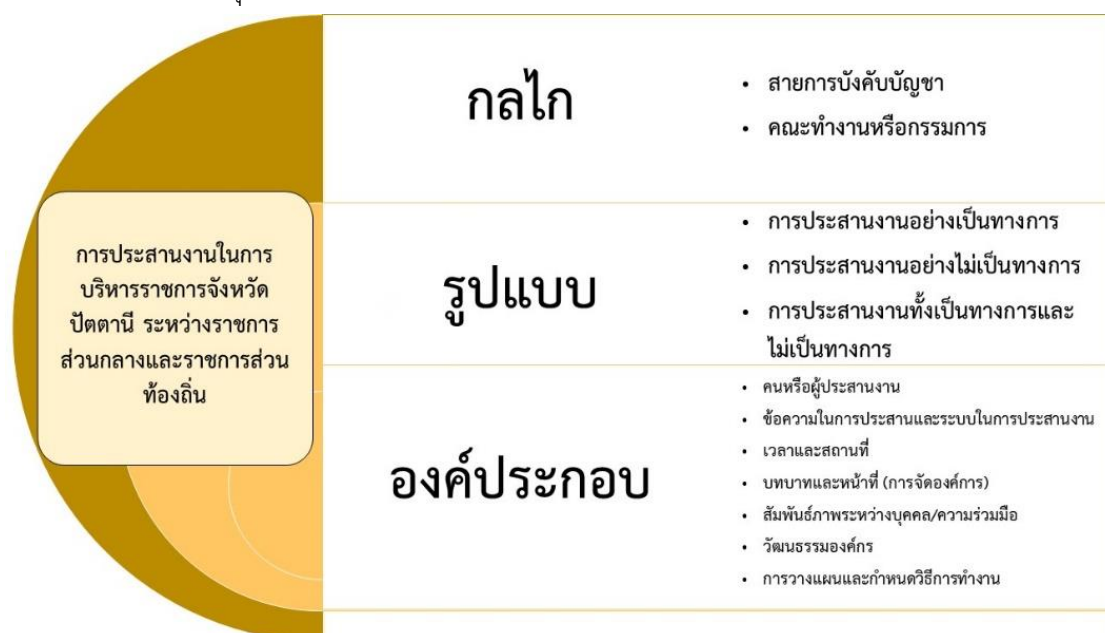 การประสานงานในการ
บริหารราชการจังหวัด
ปัตตานี ระหว่างราชการ
ส่วนกลางและราชการส่วน
ท้องถิ่น
กลไก
• สายการบังคับบัญชา
• คณะทำงานหรือกรรมการ
รูปแบบ
• การประสานงานอย่างเป็นทางการ
• การประสานงานอย่างไม่เป็นทางการ
• การประสานงานทั้งเป็นทางการและ
ไม่เป็นทางการ
องค์ประกอบ
• คนหรือผู้ประสานงาน
• ข้อความในการประสานและระบบในการประสานงาน
• เวลาและสถานที่
• บทบาทและหน้าที่ (การจัดองค์การ)
• สัมพันธ์ภาพระหว่างบุคคล/ความร่วมมือ
• วัฒนธรรมองค์กร
• การวางแผนและกำหนดวิธีการทำงาน